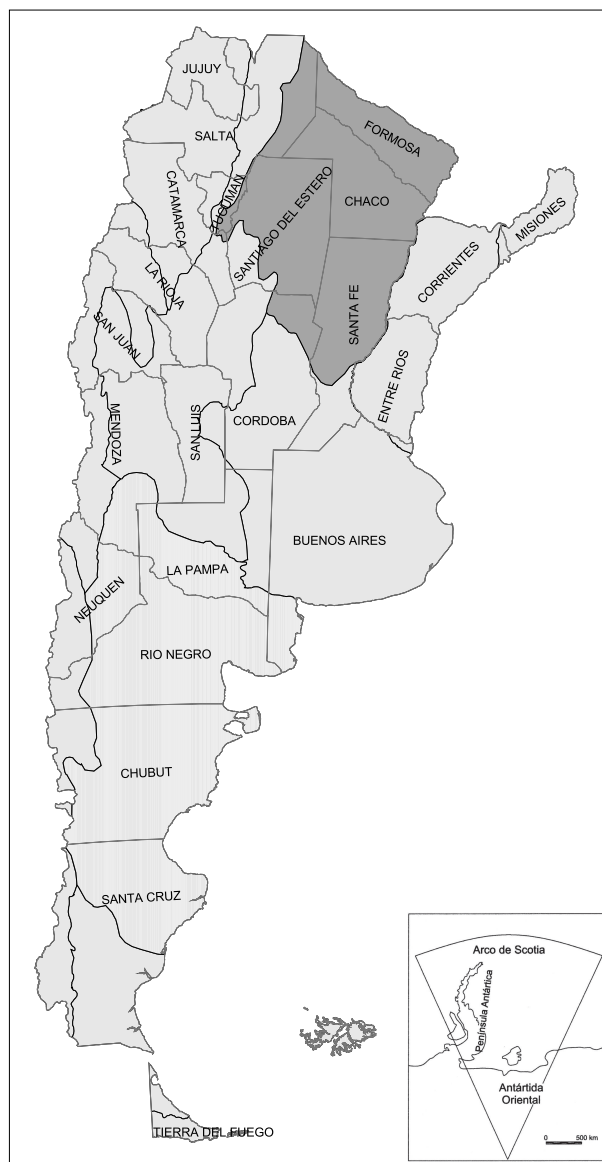 JUJUY
FORMOSA
SALTA
CATAMARCA
TUCUMAN
SANTIAGO DEL ESTERO
CHACO
MISIONES
CORRIENTES
LA RIOJA
SAN JUAN
SANTA FE
ENTRE RIOS
MENDOZA
SAN LUIS
CORDOBA
BUENOS AIRES
LA PAMPA
NEUQUEN
RIO NEGRO
CHUBUT
SANTA CRUZ
TIERRA DEL FUEGO
Arco de Scotia
Península Antártica
Antártida
Oriental
0 500 km